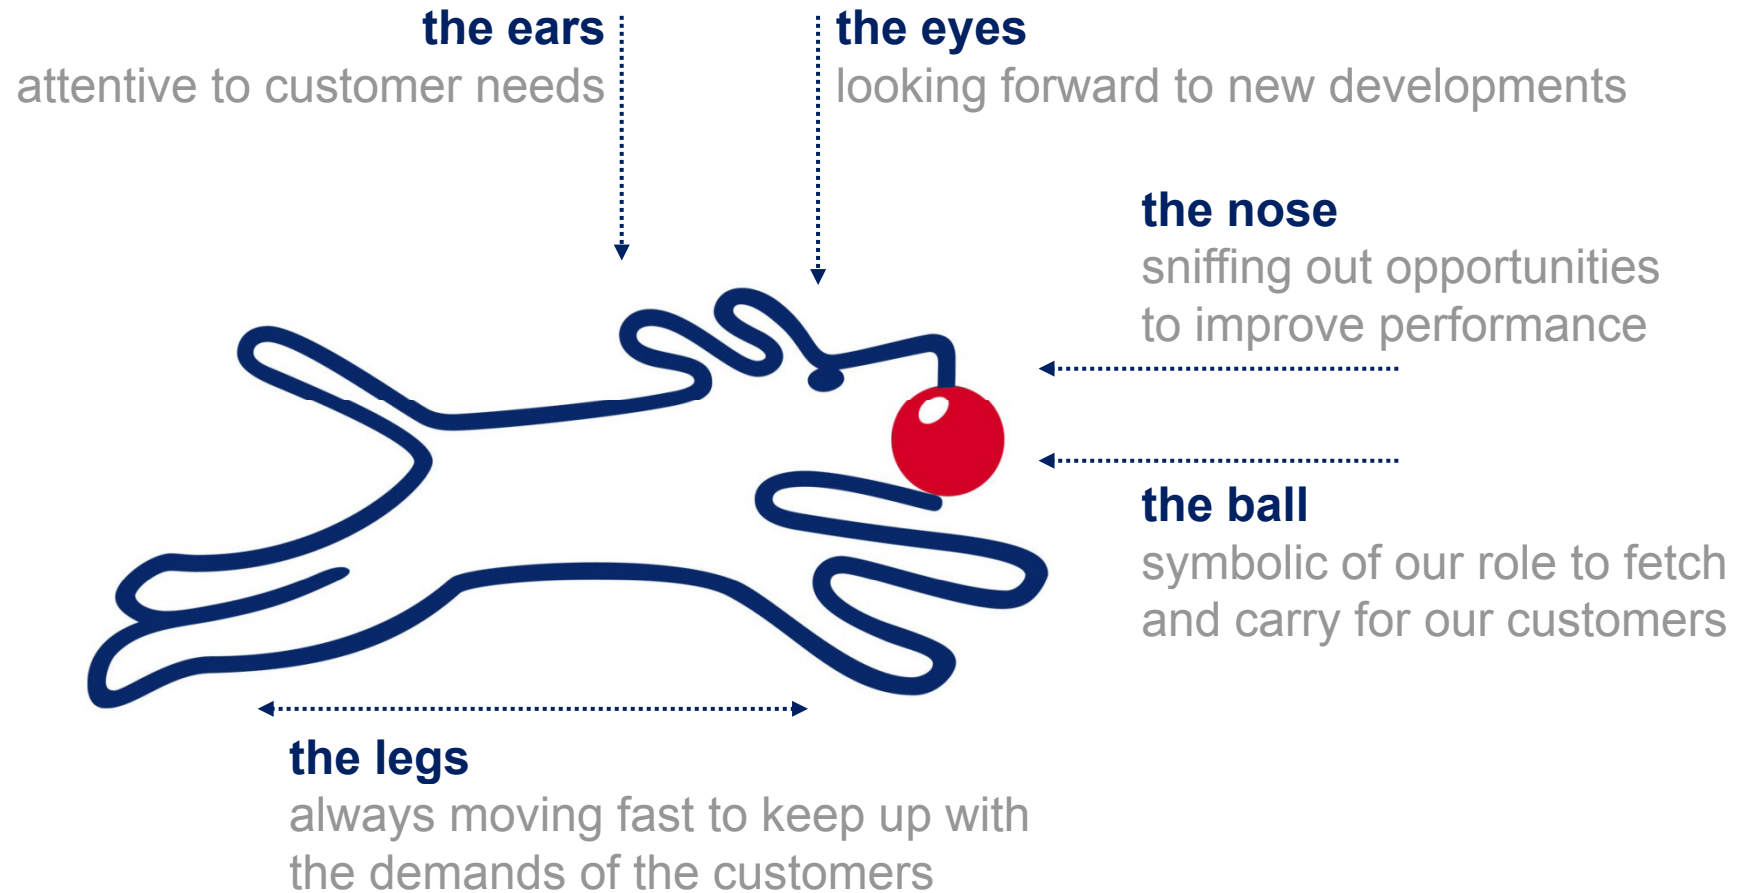 the ears
attentive to customer needs
the eyes
looking forward to new developments
the nose
sniffing out opportunities
to improve performance
the ball
symbolic of our role to fetch
and carry for our customers
the legs
always moving fast to keep up with
the demands of the customers